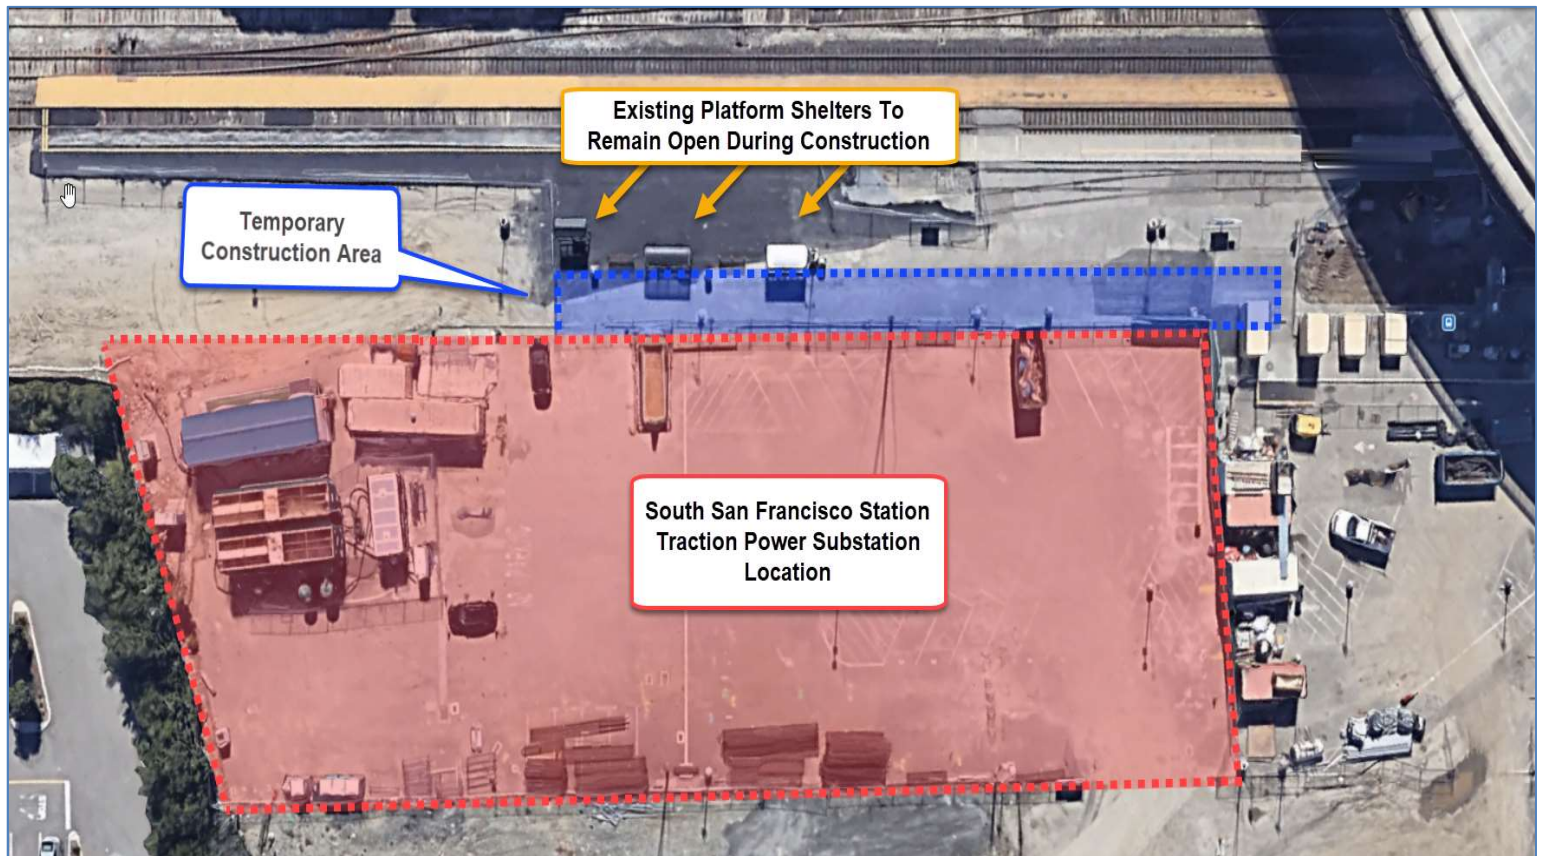 Existing Platform Shelters To
Remain Open During Construction
Temporary
Construction Area
South San Francisco Station
Traction Power Substation
Location